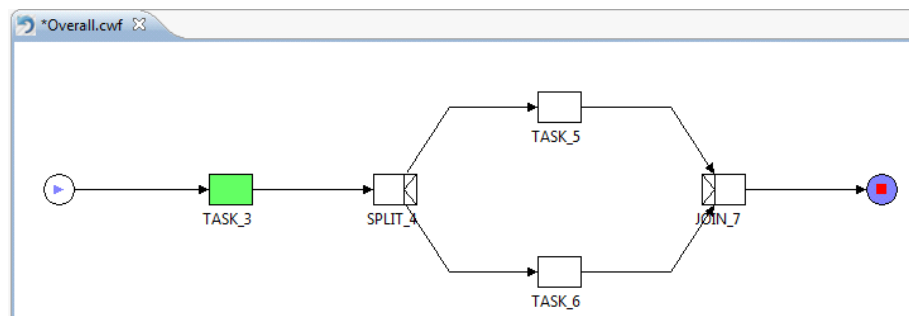 *Overall.cwf
TASK_5
TASK_3
SPLIT_4
JOIN_7
TASK_6